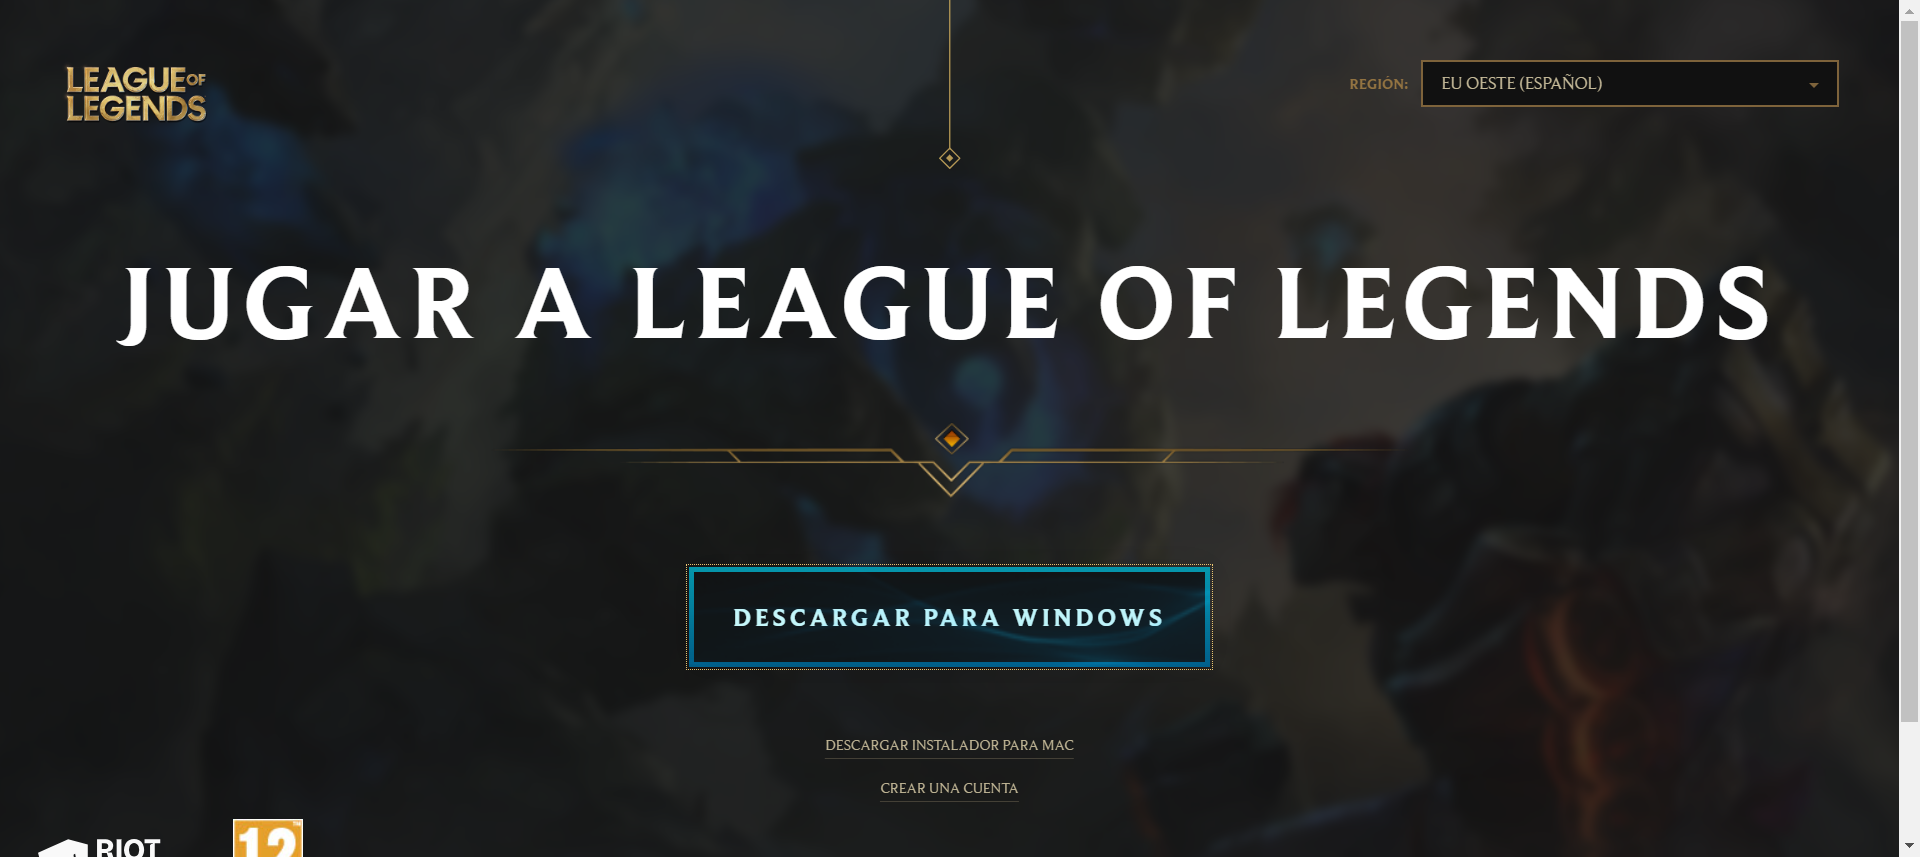 LEAGUE OF
LEGENDS
REGIÓN:
EU OESTE (ESPAÑOL)
JUGAR A LEAGUE OF LEGENDS
DESCARGAR PARA WINDOWS
DESCARGAR INSTALADOR PARA MAC
CREAR UNA CUENTA
RIOT
12